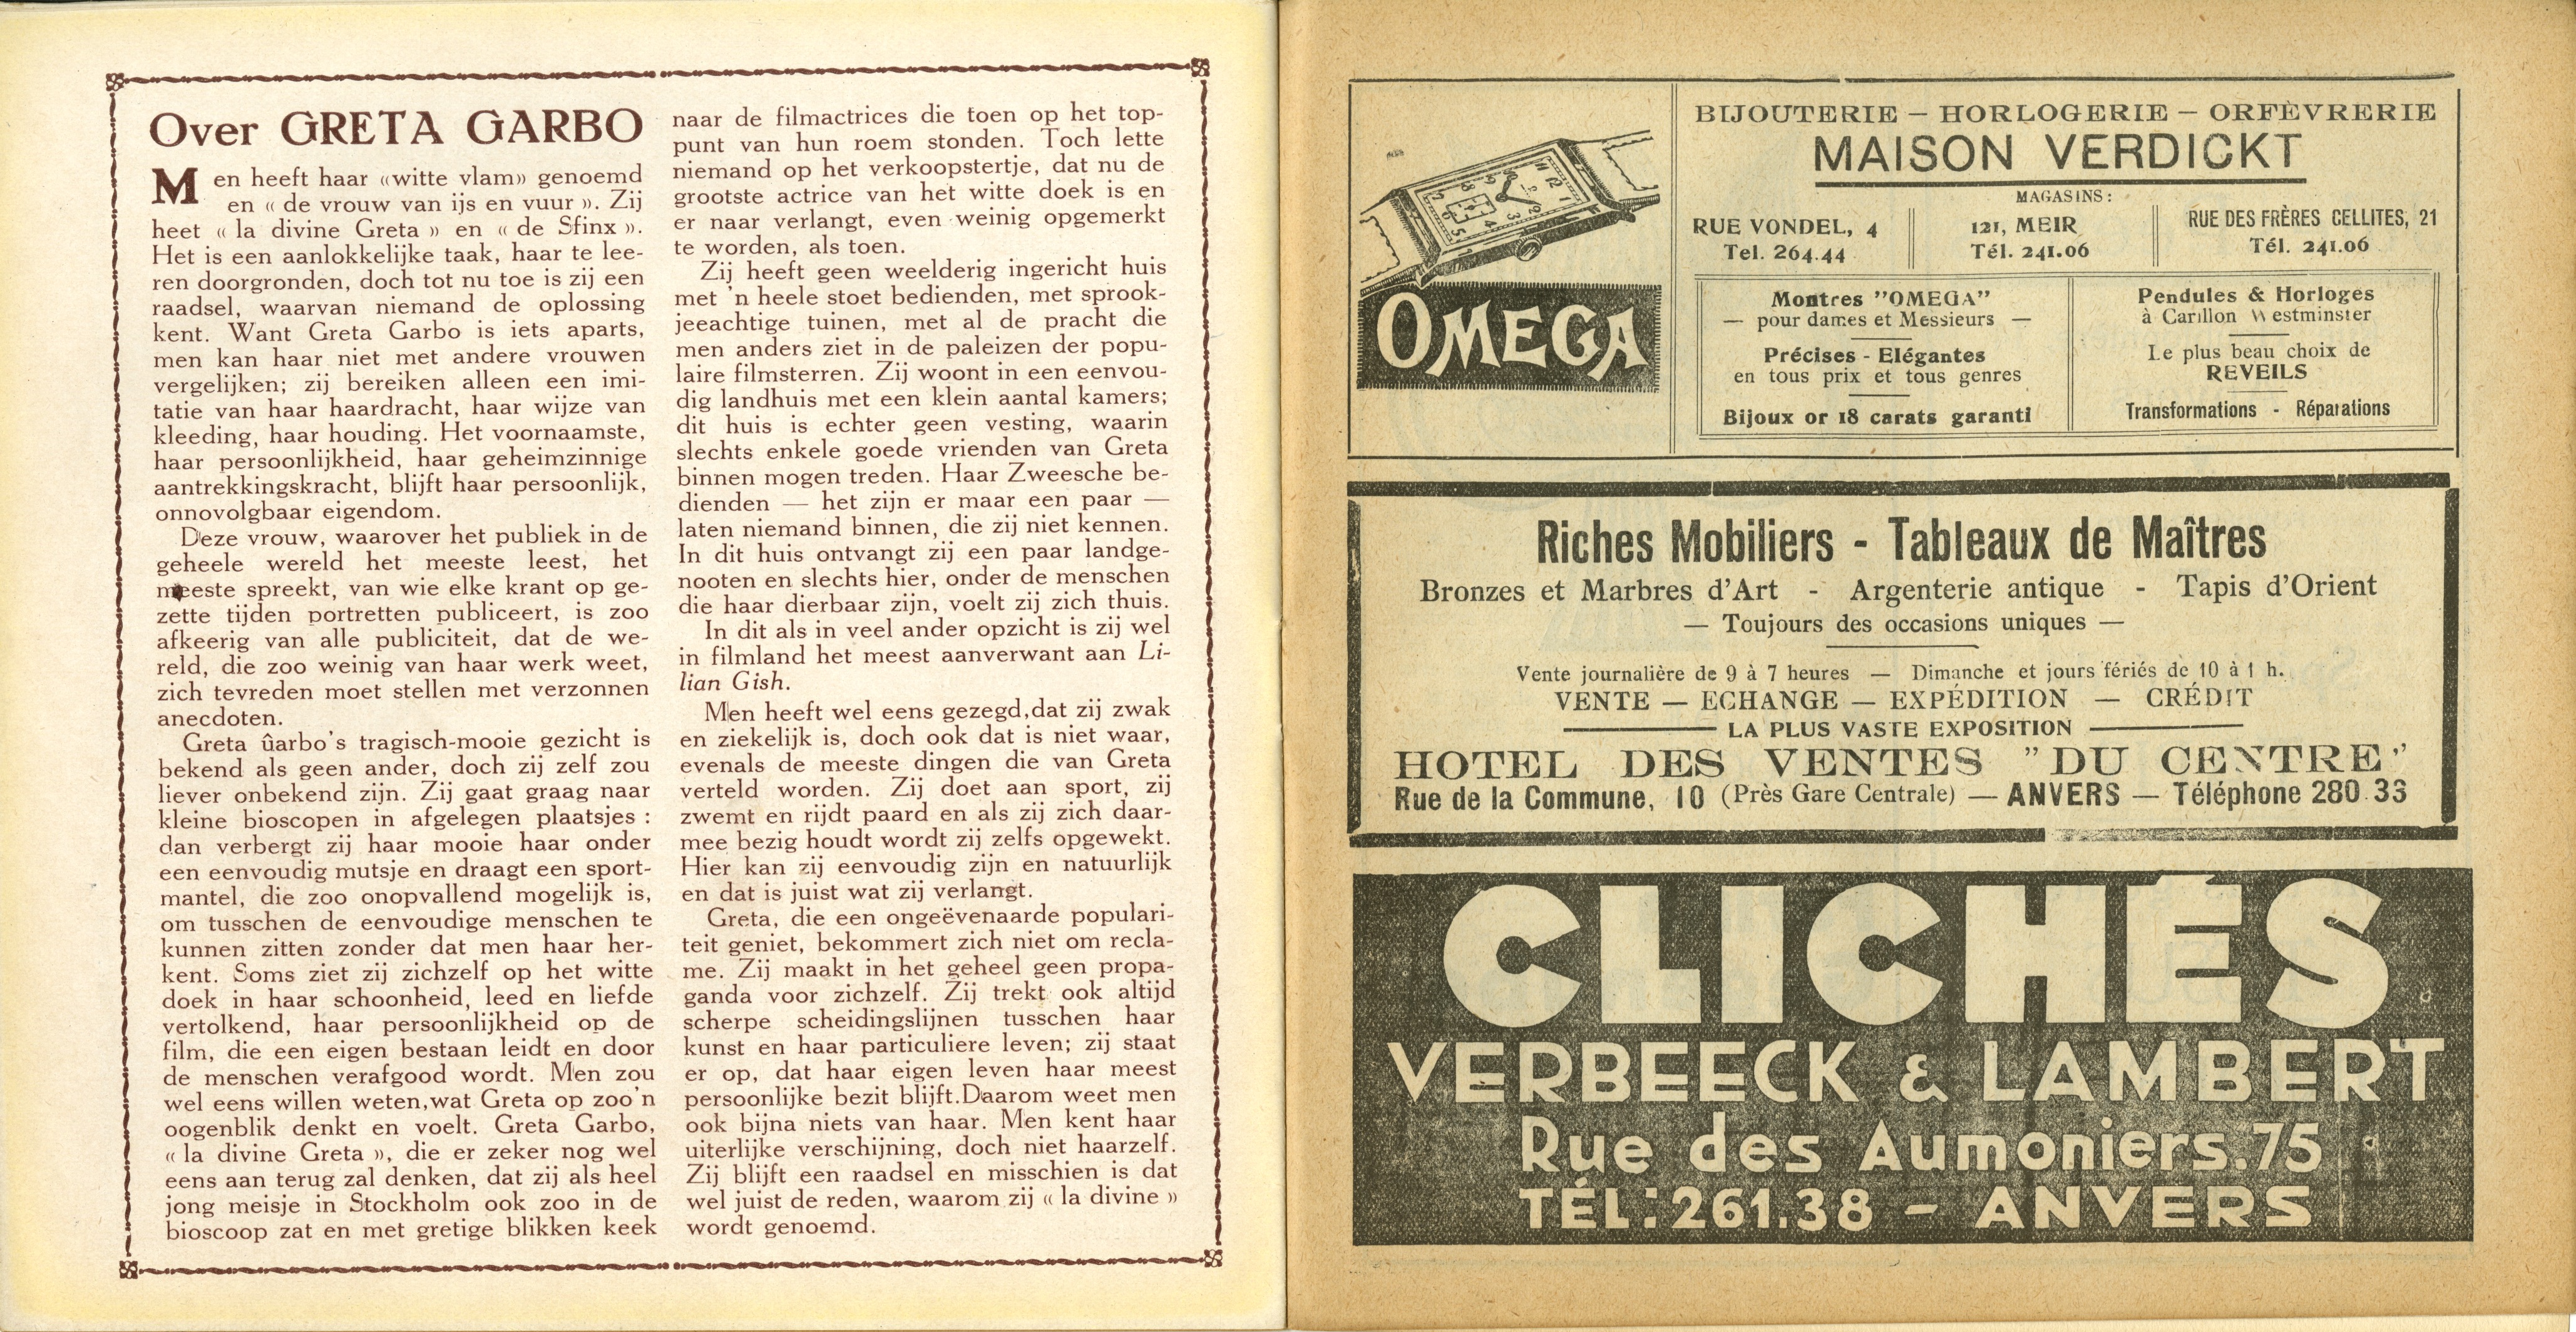 Over GRETA GARBO
Men heeft haar «witte vlam» genoemd
en « de vrouw van ijs en vuur ». Zij
heet « la divine Greta » en « de Sfinx ».
Het is een aanlokkelijke taak, haar te lee-
ren doorgronden, doch tot nu toe is zij een
raadsel, waarvan niemand de oplossing
kent. Want Greta Garbo is iets aparts,
men kan haar niet met andere vrouwen
vergelijken; zij bereiken alleen een imi-
tatie van haar haardracht, haar wijze van
kleeding, haar houding. Het voornaamste,
haar persoonlijkheid, haar geheimzinnige
aantrekkingskracht, blijft haar persoonlijk,
onnovolgbaar eigendom.
Deze vrouw, waarover het publiek in de
geheele wereld het meeste leest, het
meeste spreekt, van wie elke krant op ge-
zette tijden portretten publiceert, is zoo
afkeerig van alle publiciteit, dat de we-
reld, die zoo weinig van haar werk weet,
zich tevreden moet stellen met verzonnen
anecdoten.
Greta ûarbo's tragisch-mooie gezicht is
bekend als geen ander, doch zij zelf zou
liever onbekend zijn. Zij gaat graag naar
kleine bioscopen in afgelegen plaatsjes :
dan verbergt zij haar mooie haar onder
een eenvoudig mutsje en draagt een sport-
mantel, die zoo onopvallend mogelijk is,
om tusschen de eenvoudige menschen te
kunnen zitten zonder dat men haar her-
kent. Soms ziet zij zichzelf op het witte
doek in haar schoonheid, leed en liefde
vertolkend, haar persoonlijkheid op de
film, die een eigen bestaan leidt en door
de menschen verafgood wordt. Men zou
wel eens willen weten,wat Greta op zoo'n
oogenblik denkt en voelt. Greta Garbo,
« la divine Greta », die er zeker nog wel
eens aan terug zal denken, dat zij als heel
jong meisje in Stockholm ook zoo in de
bioscoop zat en met gretige blikken keek
naar de filmactrices die toen op het top-
punt van hun roem stonden. Toch lette
niemand op het verkoopstertje, dat nu de
grootste actrice van het witte doek is en
er naar verlangt, even weinig opgemerkt
te worden, als toen.
Zij heeft geen weelderig ingericht huis
met 'n heele stoet bedienden, met sprook-
jeeachtige tuinen, met al de pracht die
men anders ziet in de paleizen der popu-
laire filmsterren. Zij woont in een eenvou-
dig landhuis met een klein aantal kamers;
dit huis is echter geen vesting, waarin
slechts enkele goede vrienden van Greta
binnen mogen treden. Haar Zweesche be-
dienden — het zijn er maar een paar —
laten niemand binnen, die zij niet kennen.
In dit huis ontvangt zij een paar landge-
nooten en slechts hier, onder de menschen
die haar dierbaar zijn, voelt zij zich thuis.
In dit als in veel ander opzicht is zij wel
in filmland het meest aanverwant aan Li-
lian Gish.
Men heeft wel eens gezegd,dat zij zwak
en ziekelijk is, doch ook dat is niet waar,
evenals de meeste dingen die van Greta
verteld worden. Zij doet aan sport, zij
zwemt en rijdt paard en als zij zich daar-
mee bezig houdt wordt zij zelfs opgewekt.
Hier kan zij eenvoudig zijn en natuurlijk
en dat is juist wat zij verlangt.
Greta, die een ongeëvenaarde populari-
teit geniet, bekommert zich niet om recla-
me. Zij maakt in het geheel geen propa-
ganda voor zichzelf. Zij trekt ook altijd
scherpe scheidingslijnen tusschen haar
kunst en haar particuliere leven; zij staat
er op, dat haar eigen leven haar meest
persoonlijke bezit blijft.Daarom weet men
ook bijna niets van haar. Men kent haar
uiterlijke verschijning, doch niet haarzelf.
Zij blijft een raadsel en misschien is dat
wel juist de reden, waarom zij « la divine »
wordt genoemd.
OMEGA
BIJOUTERIE — HORLOGERIE — ORFÈVRERIE
MAISON VERDICKT
MAGASINS :
RUE VONDEL, 4
Tel. 264.44
121, MEIR
Tél. 241.06
RUE DES FRÈRES CELLITES, 21
Tél. 241.06
Montres "OMEGA"
— pour dames et Messieurs —
Précises - Elégantes
en tous prix et tous genres
Bijoux or 18 carats garanti
Pendules & Horloges
à Carillon Westminster
Le plus beau choix de
REVEILS
Transformations - Réparations
Riches Mobiliers - Tableaux de Maîtres
Bronzes et Marbres d'Art - Argenterie antique - Tapis d'Orient
— Toujours des occasions uniques —
Vente journalière de 9 à 7 heures — Dimanche et jours fériés de 10 à 1 h.
VENTE — ECHANGE — EXPÉDITION — CRÉDIT
LA PLUS VASTE EXPOSITION
HOTEL DES VENTES "DU CENTRE"
Rue de la Commune, 10 (Près Gare Centrale) — ANVERS — Téléphone 280.33
CLICHÉS
VERBEECK & LAMBERT
Rue des Aumoniers.75
TÉL: 261.38 - ANVERS